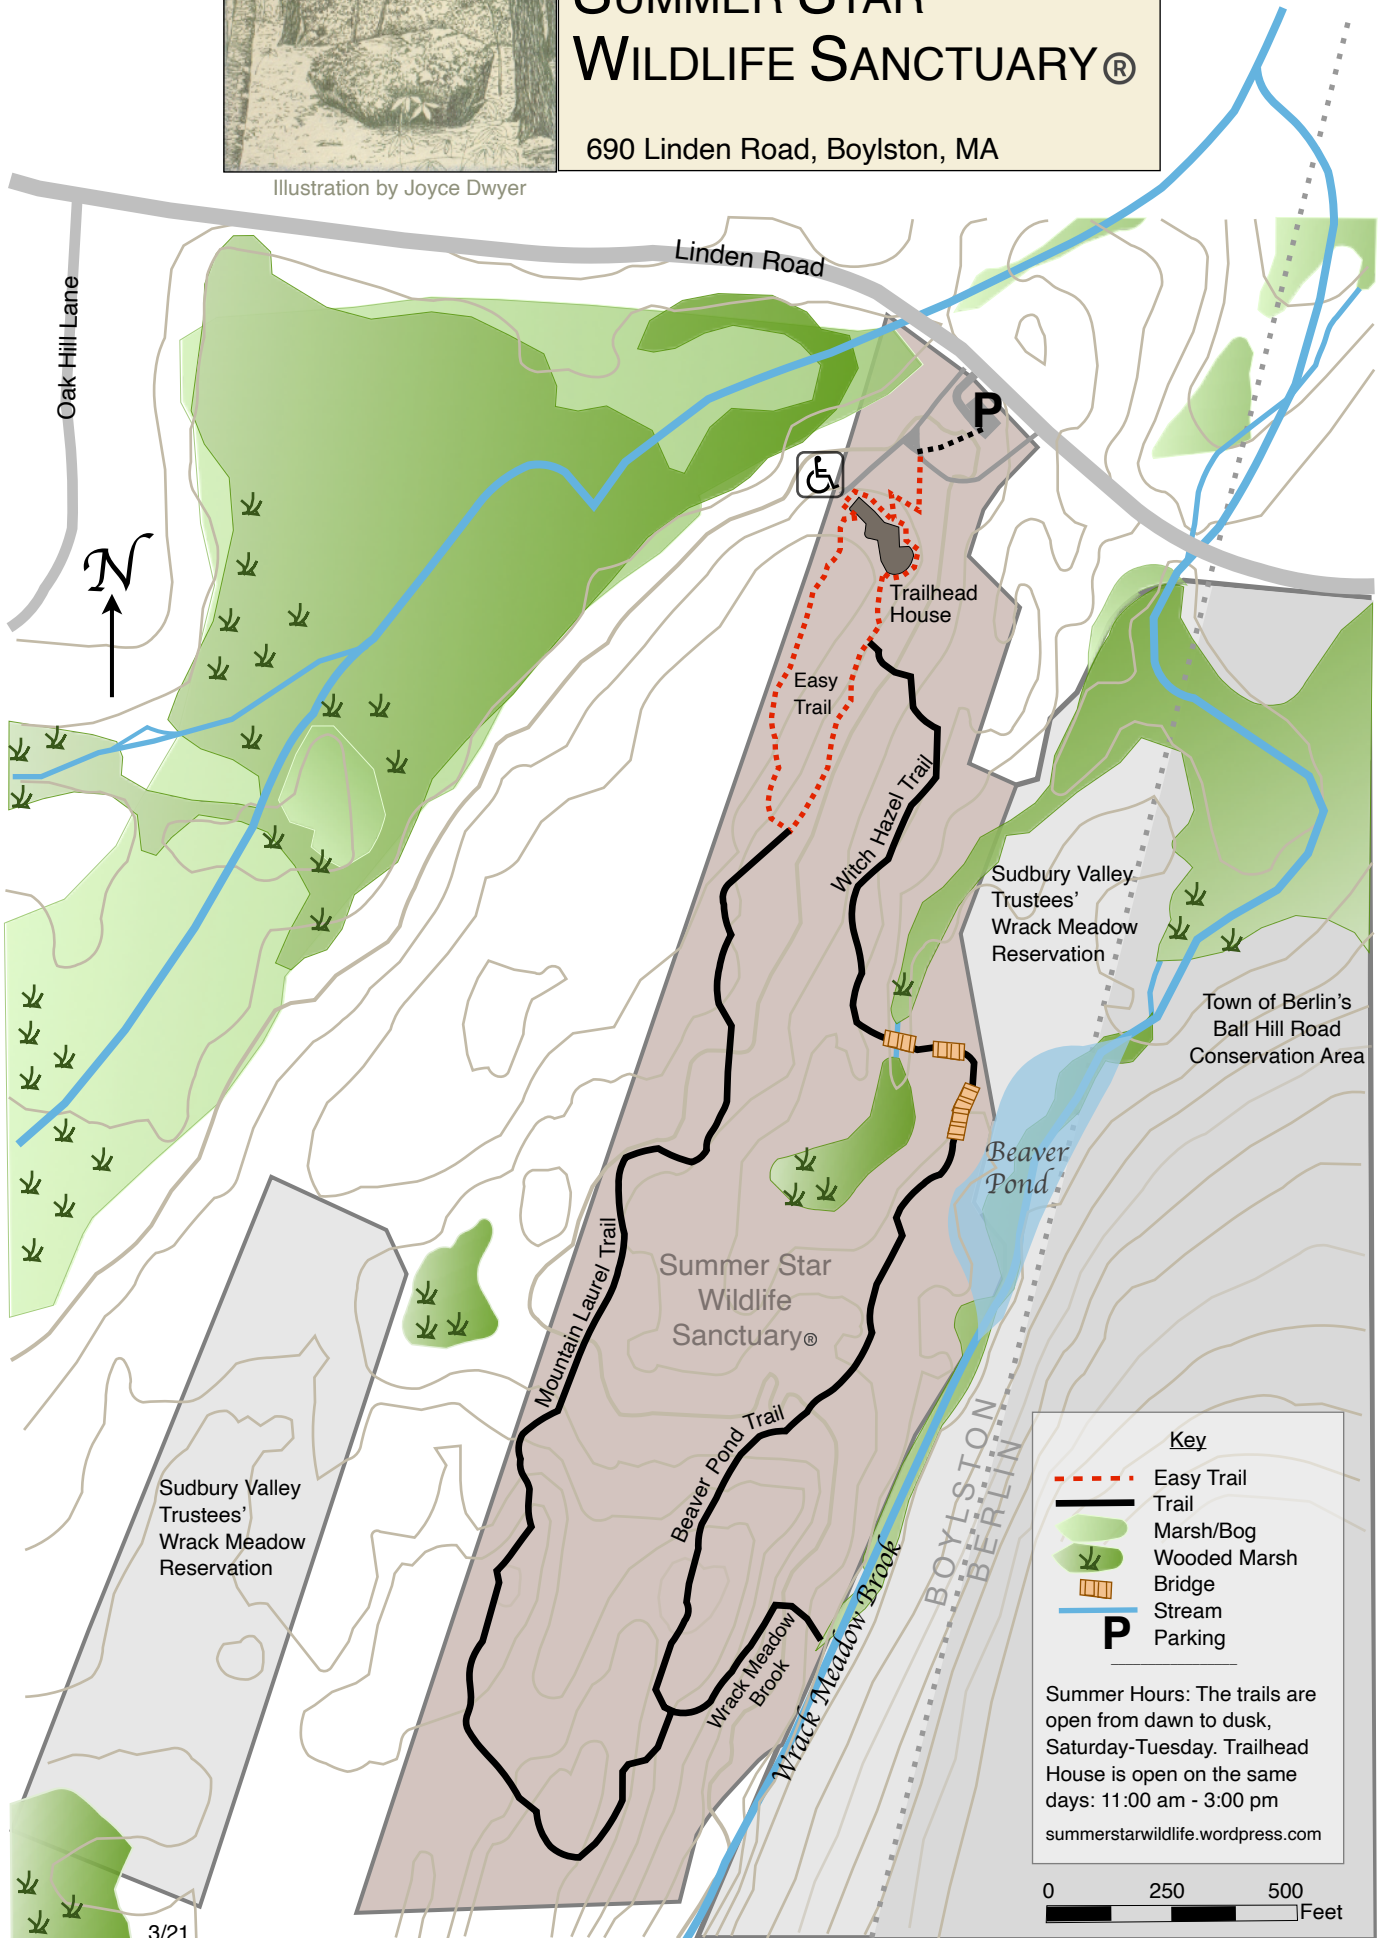 SUMMER STAR
WILDLIFE SANCTUARY®
690 Linden Road, Boylston, MA
Illustration by Joyce Dwyer
Linden Road
Oak Hill Lane
P
N
Trailhead
House
Easy
Trail
Witch Hazel Trail
Sudbury Valley
Trustees’
Wrack Meadow
Reservation
Town of Berlin’s
Ball Hill Road
Conservation Area
Beaver
Pond
Mountain Laurel Trail
Summer Star
Wildlife
Sanctuary®
Beaver Pond Trail
BOYLSTON
BERLIN
Sudbury Valley
Trustees’
Wrack Meadow
Reservation
Wrack Meadow
Brook
Wrack Meadow Brook
Key
Easy Trail
Trail
Marsh/Bog
Wooded Marsh
Bridge
Stream
P Parking
Summer Hours: The trails are
open from dawn to dusk,
Saturday-Tuesday. Trailhead
House is open on the same
days: 11:00 am - 3:00 pm
summerstarwildlife.wordpress.com
0 250 500
Feet
3/21